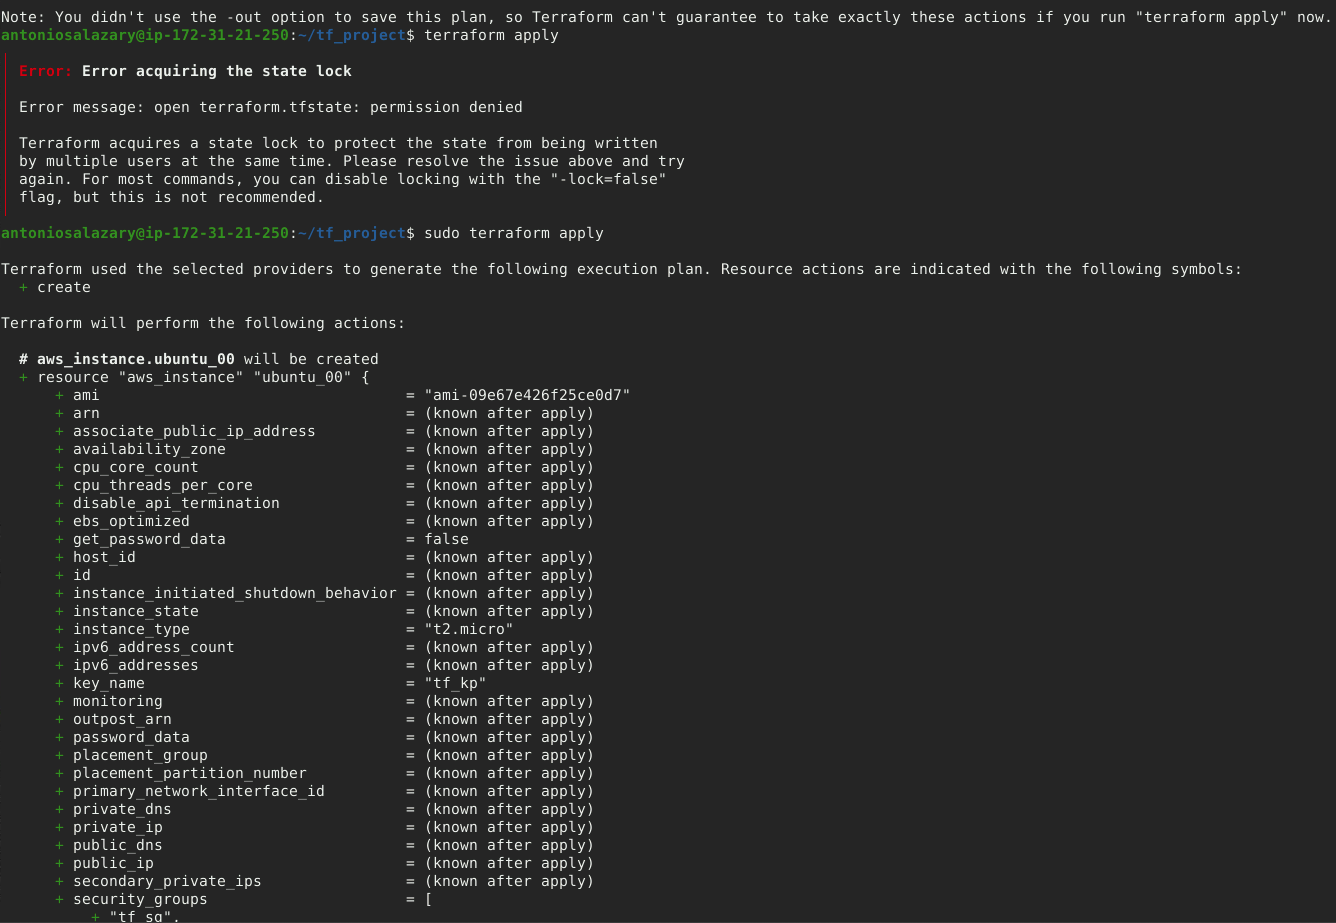 Note: You didn't use the -out option to save this plan, so Terraform can't guarantee to take exactly these actions if you run "terraform apply" now.
antoniosalazary@ip-172-31-21-250:~/tf_project$ terraform apply
Error: Error acquiring the state lock
Error message: open terraform.tfstate: permission denied
Terraform acquires a state lock to protect the state from being written
by multiple users at the same time. Please resolve the issue above and try
again. For most commands, you can disable locking with the "-lock=false"
flag, but this is not recommended.
antoniosalazary@ip-172-31-21-250:~/tf_project$ sudo terraform apply
Terraform used the selected providers to generate the following execution plan. Resource actions are indicated with the following symbols:
+ create
Terraform will perform the following actions:
# aws_instance.ubuntu_00 will be created
+ resource "aws_instance" "ubuntu_00" {
+ ami = "ami-09e67e426f25ce0d7"
+ arn = (known after apply)
+ associate_public_ip_address = (known after apply)
+ availability_zone = (known after apply)
+ cpu_core_count = (known after apply)
+ cpu_threads_per_core = (known after apply)
+ disable_api_termination = (known after apply)
+ ebs_optimized = (known after apply)
+ get_password_data = false
+ host_id = (known after apply)
+ id = (known after apply)
+ instance_initiated_shutdown_behavior = (known after apply)
+ instance_state = (known after apply)
+ instance_type = "t2.micro"
+ ipv6_address_count = (known after apply)
+ ipv6_addresses = (known after apply)
+ key_name = "tf_kp"
+ monitoring = (known after apply)
+ outpost_arn = (known after apply)
+ password_data = (known after apply)
+ placement_group = (known after apply)
+ placement_partition_number = (known after apply)
+ primary_network_interface_id = (known after apply)
+ private_dns = (known after apply)
+ private_ip = (known after apply)
+ public_dns = (known after apply)
+ public_ip = (known after apply)
+ secondary_private_ips = (known after apply)
+ security_groups = [
+ "tf_sg",